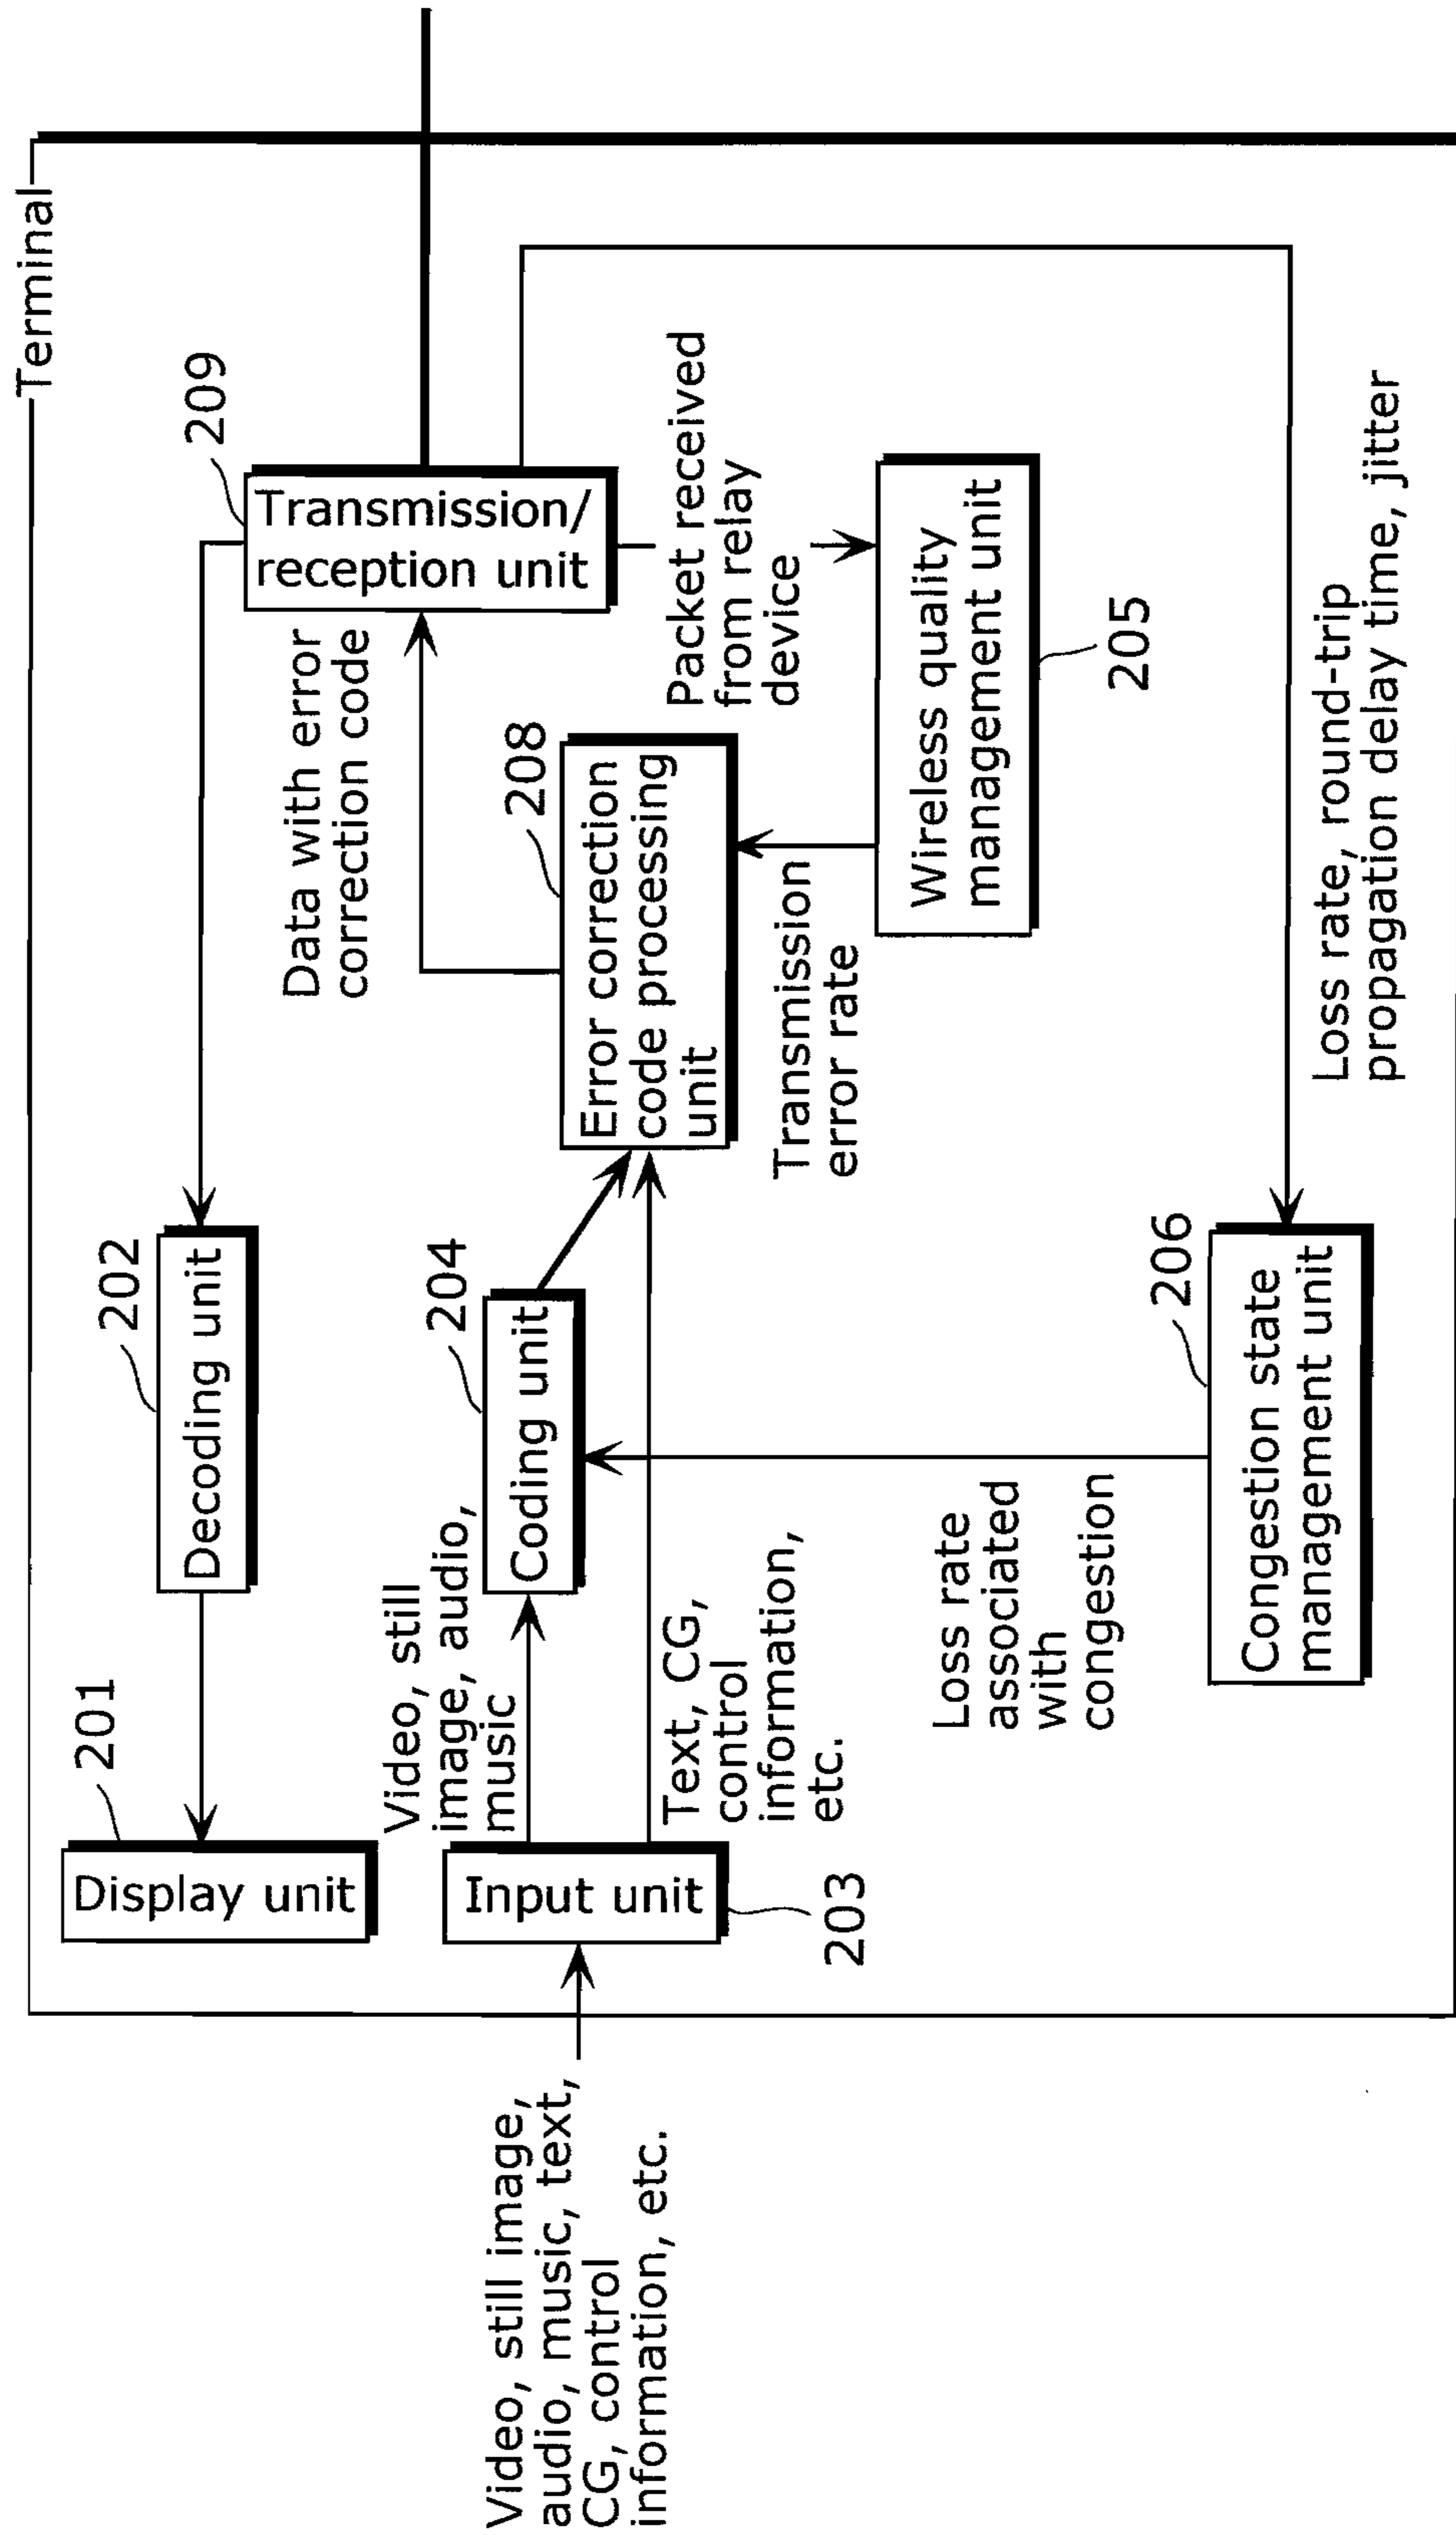 Terminal
209
Transmission/
reception unit
202
Decoding unit
201
Display unit
Data with error
correction code
208
Error correction
code processing
unit
Packet received
from relay
device
Wireless quality
management unit
205
Transmission
error rate
204
Coding unit
Video, still
image, audio,
music
Input unit
203
Text, CG,
control
information,
etc.
Video, still image,
audio, music, text,
CG, control
information, etc.
Loss rate
associated
with
congestion
206
Congestion state
management unit
Loss rate, round-trip
propagation delay time, jitter